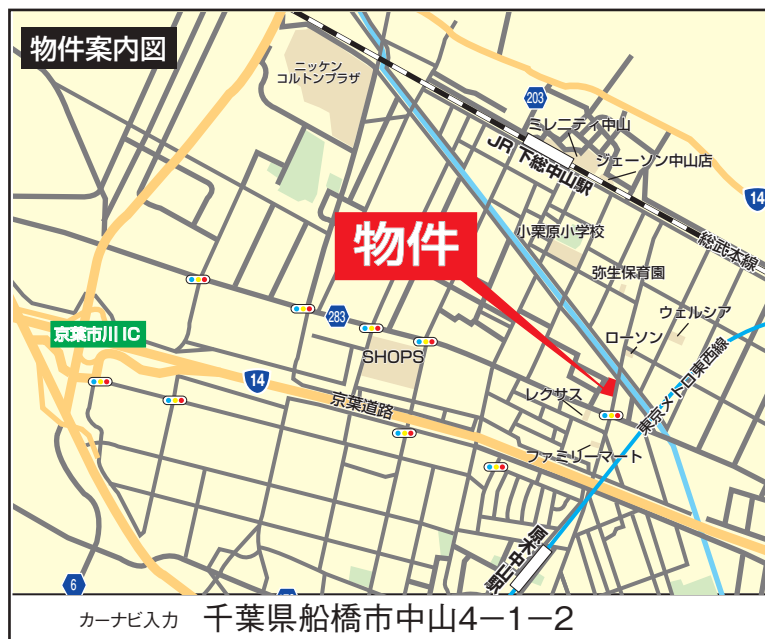 物件案内図
ニッケン
コルトンプラザ
203
ミレニティ中山
JR 下総中山駅
ジェーソン中山店
14
総武本線
小栗原小学校
物件
弥生保育園
ウェルシア
ローソン
283
京葉市川 IC
SHOPS
14
京葉道路
レクサス
東京メトロ東西線
ファミリーマート
原木中山駅
6
カーナビ入力 千葉県船橋市中山4－1－2